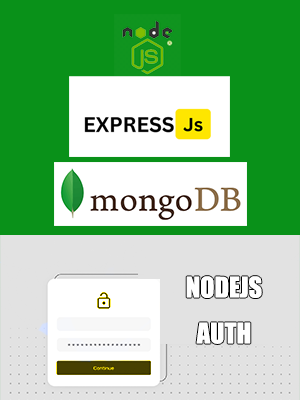 node
JS
EXPRESS Js
mongoDB
NODEJS
AUTH
••••••••••••••••••
Continue